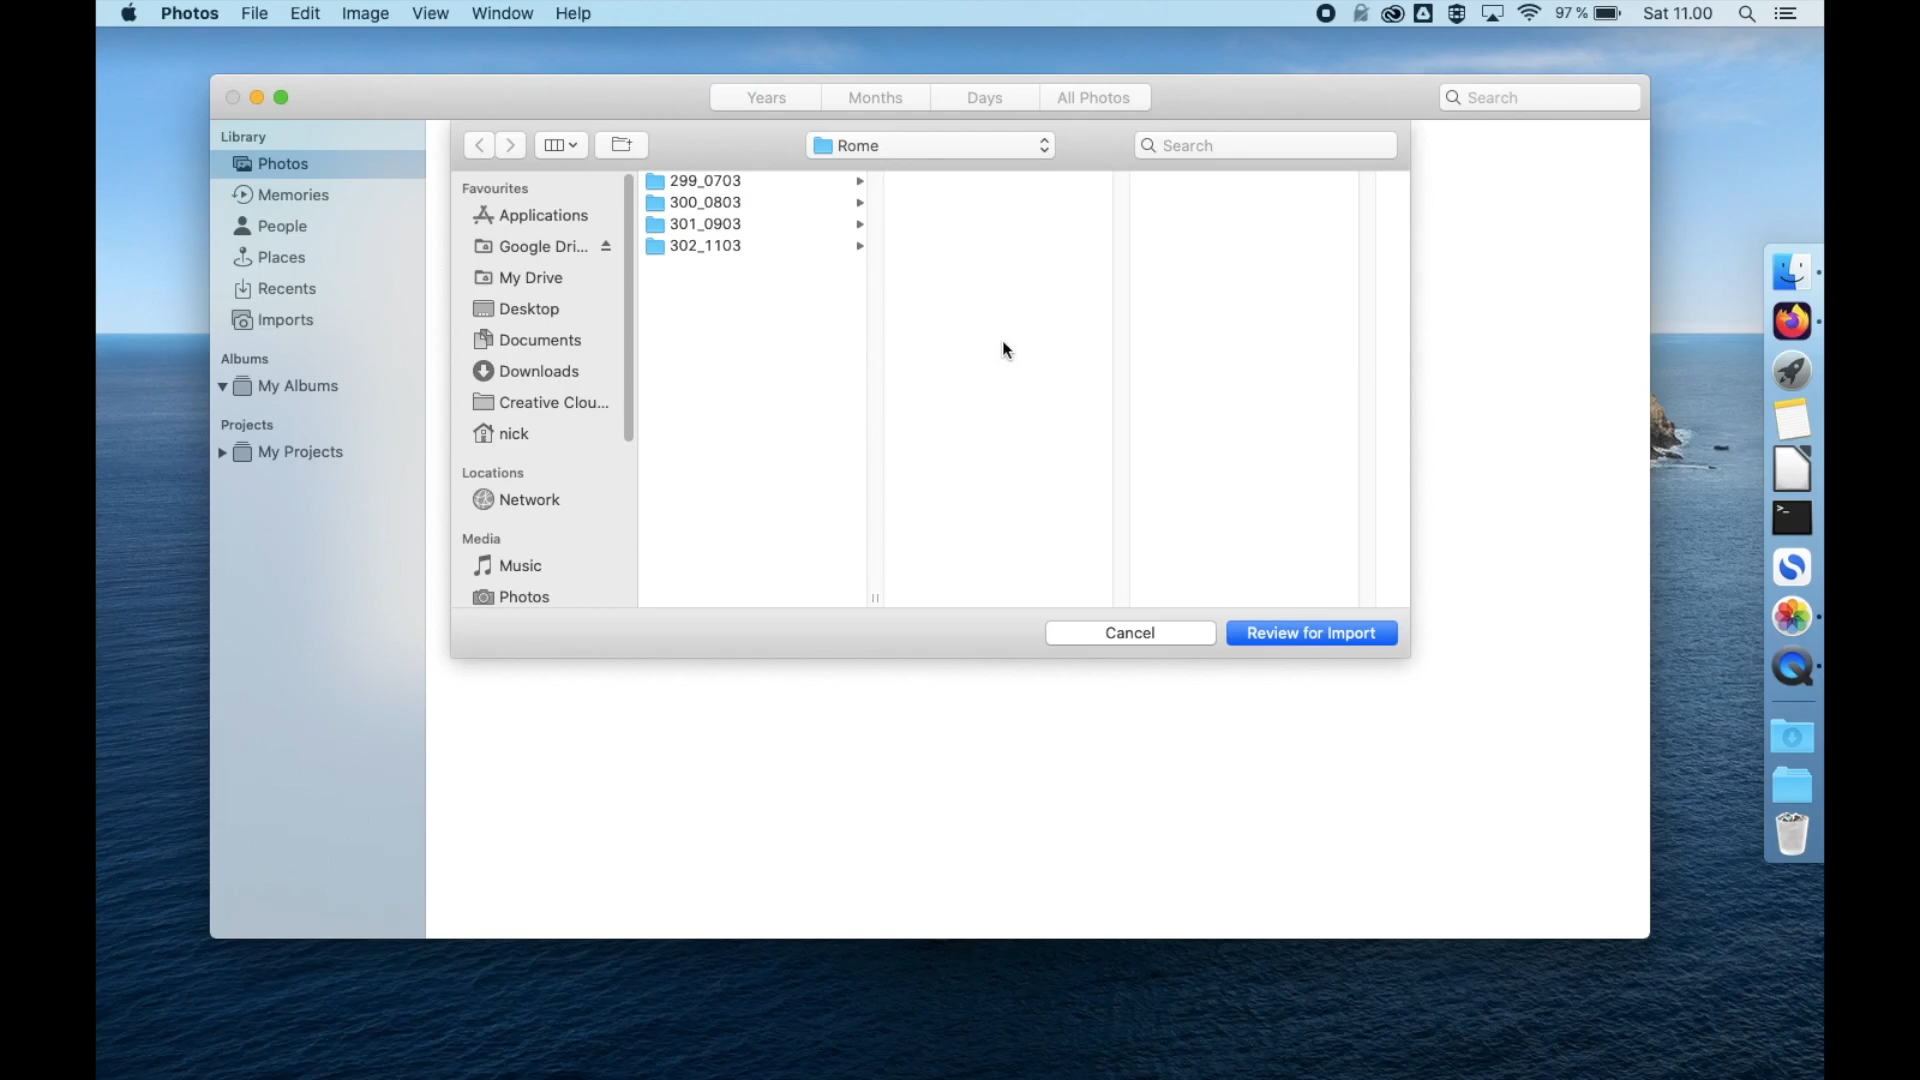 Photos File Edit Image View Window Help 97 % Sat 11.00
Years Months Days All Photos Search
Library
Photos
Memories
People
Places
Recents
Imports
Albums
My Albums
Projects
My Projects
Rome Search
Favourites
Applications
Google Dri...
My Drive
Desktop
Documents
Downloads
Creative Clou...
nick
Locations
Network
Media
Music
Photos
299_0703
300_0803
301_0903
302_1103
Cancel Review for Import